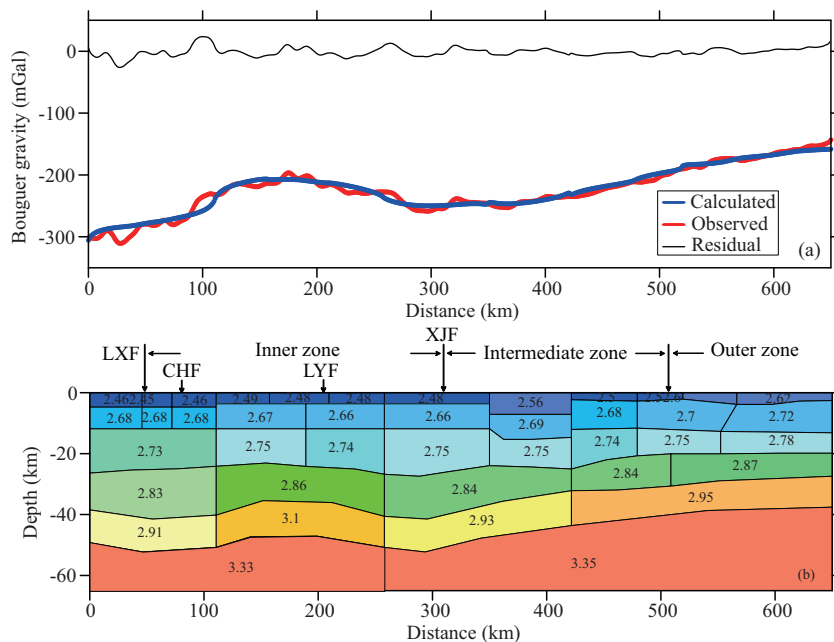 0
-100
-200
-300
Bouguer gravity (mGal)
Calculated
Observed
Residual
(a)
0 100 200 300 400 500 600
Distance (km)
XJF
LXF Inner zone Intermediate zone Outer zone
CHF LYF
0
-20
-40
-60
Depth (km)
2.46 2.45 2.46 2.49 2.48 2.48 2.48 2.56 2.5 2.62
2.68 2.68 2.68 2.67 2.66 2.66 2.69 2.68 2.7 2.72
2.73 2.75 2.74 2.75 2.75 2.74 2.75 2.78
2.83 2.86 2.84 2.84 2.87
2.91 3.1 2.93 2.95
3.33 3.35
(b)
0 100 200 300 400 500 600
Distance (km)